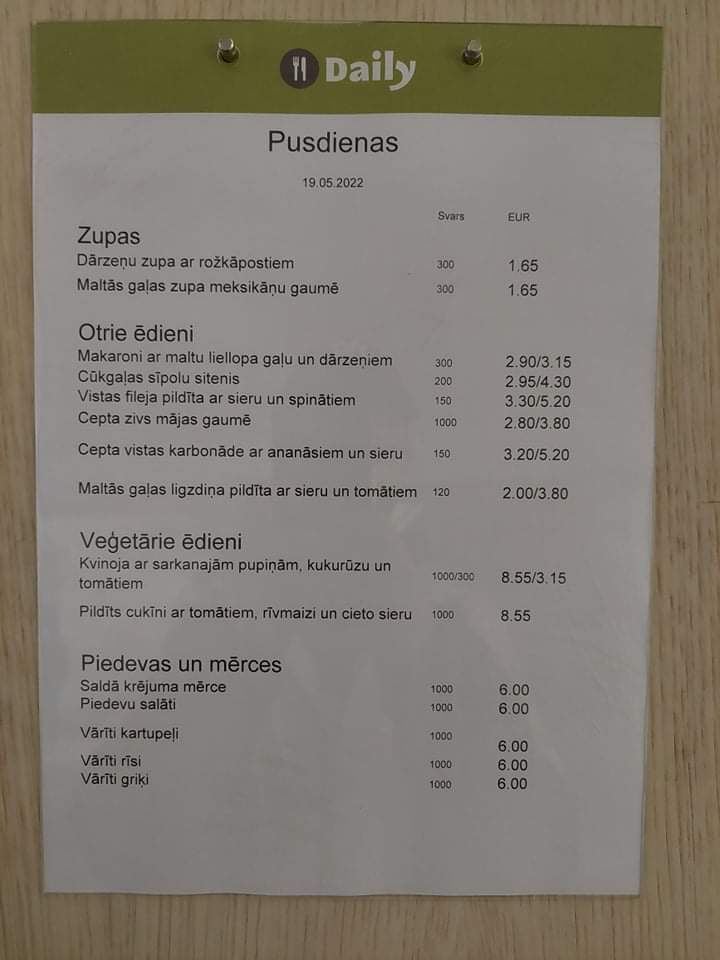 Daily
Pusdienas
19.05.2022
Svars EUR
Zupas
Dārzeņu zupa ar rožkāpostiem 300 1.65
Maltās gaļas zupa meksikāņu gaumē 300 1.65
Otrie ēdieni
Makaroni ar maltu liellopa gaļu un dārzeņiem 300 2.90/3.15
Cūkgaļas sīpolu sitenis 200 2.95/4.30
Vistas fileja pildīta ar sieru un spinātiem 150 3.30/5.20
Cepta zivs mājas gaumē 1000 2.80/3.80
Cepta vistas karbonāde ar ananāsiem un sieru 150 3.20/5.20
Maltās gaļas ligzdiņa pildīta ar sieru un tomātiem 120 2.00/3.80
Veģetārie ēdieni
Kvinoja ar sarkanajām pupiņām, kukurūzu un
tomātiem 1000/300 8.55/3.15
Pildīts cukīni ar tomātiem, rīvmaizi un cieto sieru 1000 8.55
Piedevas un mērces
Saldā krējuma mērce 1000 6.00
Piedevu salāti 1000 6.00
Vārīti kartupeļi 1000 6.00
Vārīti rīsi 1000 6.00
Vārīti griķi 1000 6.00